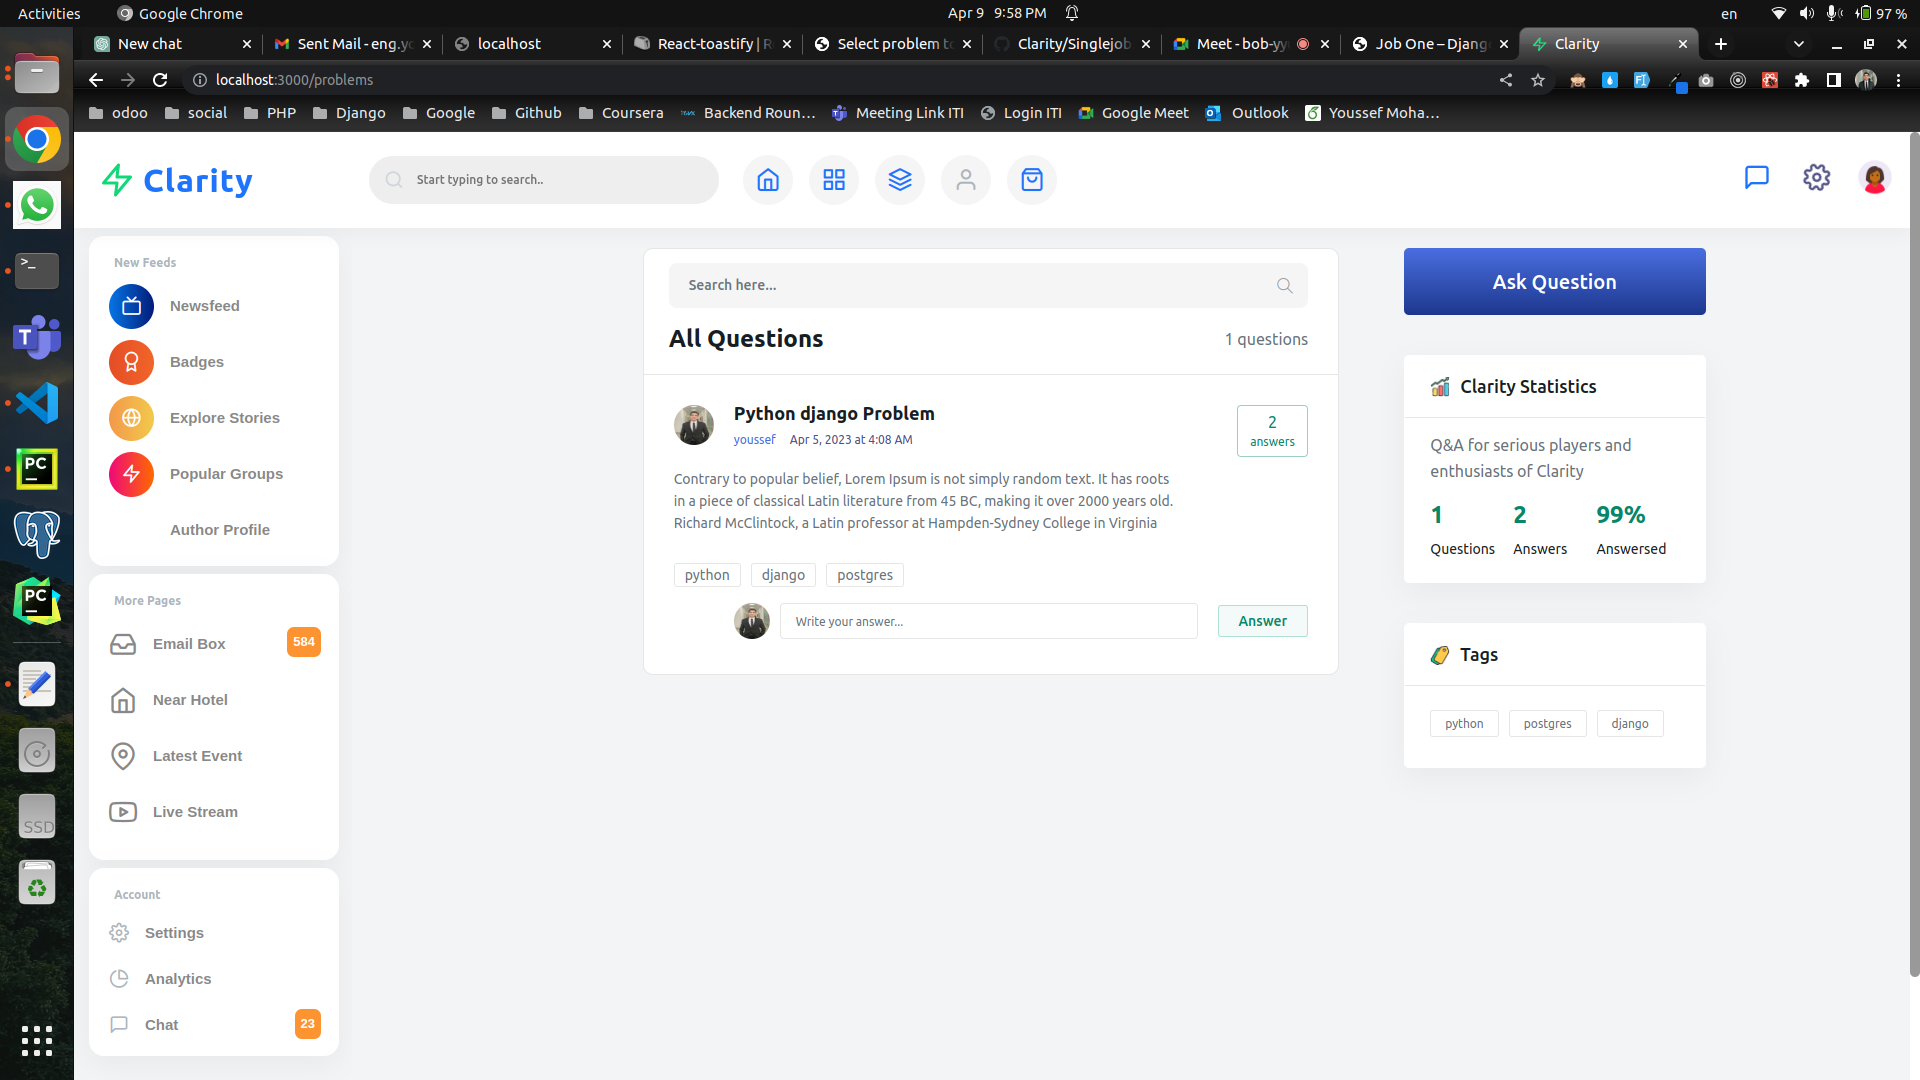 Activities
Google Chrome
Apr 9 9:58 PM
en
97 %
New chat
Sent Mail - eng.yo
localhost
React-toastify | R
Select problem to
Clarity/Singlejob
Meet - bob-yy
Job One – Djang
Clarity
localhost:3000/problems
odoo
social
PHP
Django
Google
Github
Coursera
Backend Roun...
Meeting Link ITI
Login ITI
Google Meet
Outlook
Youssef Moha...
Clarity
Start typing to search..
New Feeds
Newsfeed
Badges
Explore Stories
Popular Groups
Author Profile
More Pages
Email Box 584
Near Hotel
Latest Event
Live Stream
Account
Settings
Analytics
Chat 23
Search here...
All Questions 1 questions
Python django Problem
youssef Apr 5, 2023 at 4:08 AM
2
answers
Contrary to popular belief, Lorem Ipsum is not simply random text. It has roots
in a piece of classical Latin literature from 45 BC, making it over 2000 years old.
Richard McClintock, a Latin professor at Hampden-Sydney College in Virginia
python django postgres
Write your answer... Answer
Ask Question
Clarity Statistics
Q&A for serious players and
enthusiasts of Clarity
1 2 99%
Questions Answers Answersed
Tags
python postgres django
PC
PC
SSD